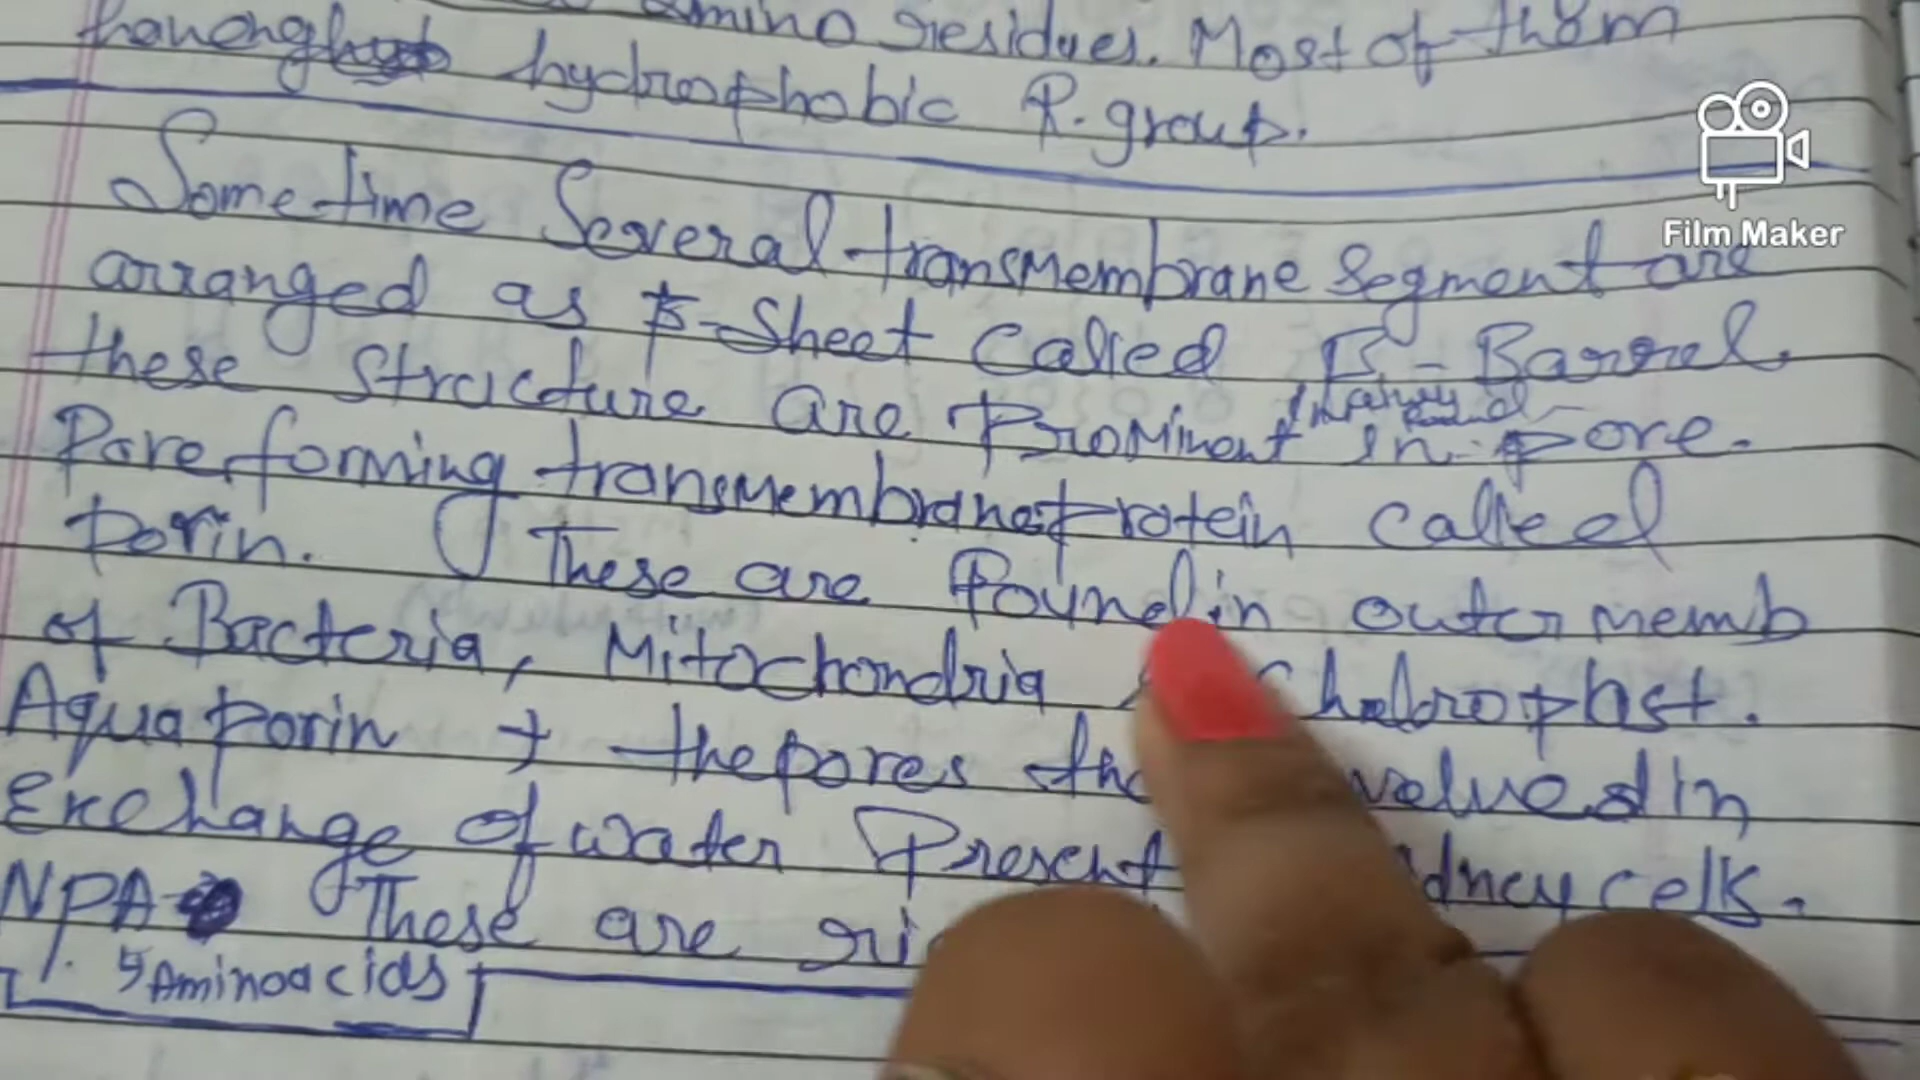 amino residues. Most of them
hydrophobic R. group.
Film Maker
Sometime Several transmembrane segment are
arranged as β-Sheet called β-Barrel.
these structure are Prominent in pore.
Pore forming transmembrane protein called
Porin. These are found in outer memb
of Bacteria, Mitochondria Chloroplast.
Aquaporin → the pores volued in
Exchange of water Present dney cells.
NPA These are ri
5 Aminoacids